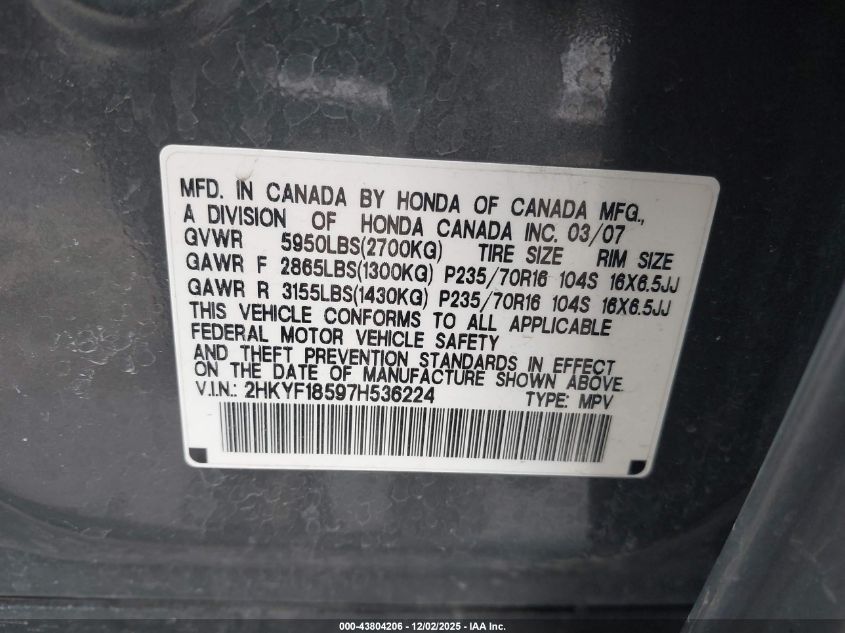 MFD. IN CANADA BY HONDA OF CANADA MFG.,
A DIVISION OF HONDA CANADA INC. 03/07
GVWR 5950LBS(2700KG) TIRE SIZE RIM SIZE
GAWR F 2865LBS(1300KG) P235/70R16 104S 16X6.5JJ
GAWR R 3155LBS(1430KG) P235/70R16 104S 16X6.5JJ
THIS VEHICLE CONFORMS TO ALL APPLICABLE
FEDERAL MOTOR VEHICLE SAFETY
AND THEFT PREVENTION STANDARDS IN EFFECT
ON THE DATE OF MANUFACTURE SHOWN ABOVE.
V.I.N.: 2HKYF18597H536224 TYPE: MPV
000-43804206 - 12/02/2025 - IAA Inc.